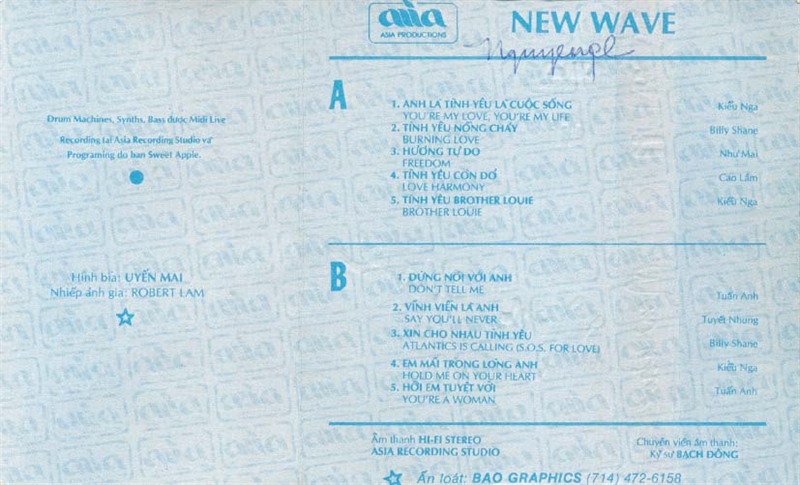 asia
ASIA PRODUCTIONS
NEW WAVE
Drum Machines, Synths, Bass được Midi Live
Recording tại Asia Recording Studio và
Programing do ban Sweet Apple.
Hình bìa: UYỂN MAI
Nhiếp ảnh gia: ROBERT LAM
A
1. ANH LÀ TÌNH YÊU LÀ CUỘC SỐNG Kiều Nga
YOU'RE MY LOVE, YOU'RE MY LIFE
2. TÌNH YÊU NỒNG CHÁY Billy Shane
BURNING LOVE
3. HƯƠNG TỰ DO Như Mai
FREEDOM
4. TÌNH YÊU CÒN ĐÓ Cao Lâm
LOVE HARMONY
5. TÌNH YÊU BROTHER LOUIE Kiều Nga
BROTHER LOUIE
B
1. ĐỪNG NÓI VỚI ANH Tuấn Anh
DON'T TELL ME
2. VĨNH VIỄN LÀ ANH Tuyết Nhung
SAY YOU'LL NEVER
3. XIN CHO NHAU TÌNH YÊU Billy Shane
ATLANTICS IS CALLING (S.O.S. FOR LOVE)
4. EM MÃI TRONG LÒNG ANH Kiều Nga
HOLD ME ON YOUR HEART
5. HỠI EM TUYỆT VỜI Tuấn Anh
YOU'RE A WOMAN
Âm thanh HI-FI STEREO
ASIA RECORDING STUDIO
Chuyên viên âm thanh:
Kỹ sư BẠCH ĐÔNG
Ấn loát: BAO GRAPHICS (714) 472-6158